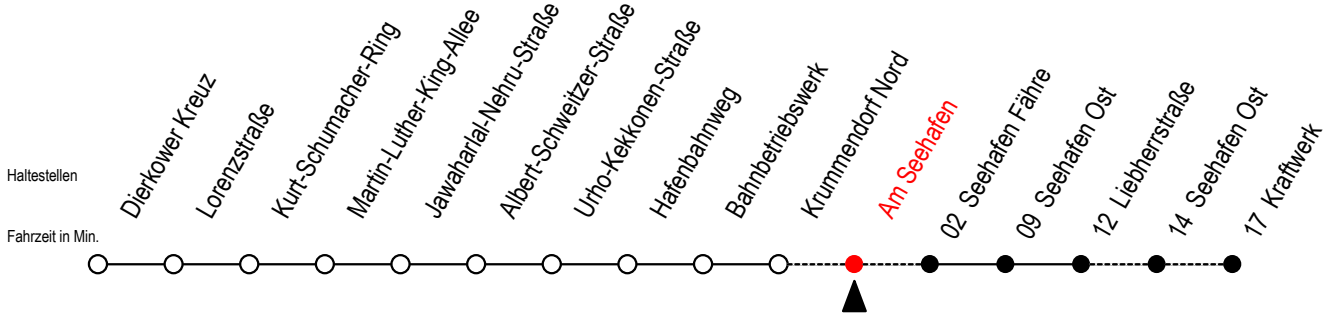 Haltestellen
Fahrzeit in Min.
Dierkower Kreuz
Lorenzstraße
Kurt-Schumacher-Ring
Martin-Luther-King-Allee
Jawaharlal-Nehru-Straße
Albert-Schweitzer-Straße
Urho-Kekkonen-Straße
Hafenbahnweg
Bahnbetriebswerk
Krummendorf Nord
Am Seehafen
02 Seehafen Fähre
09 Seehafen Ost
12 Liebherrstraße
14 Seehafen Ost
17 Kraftwerk